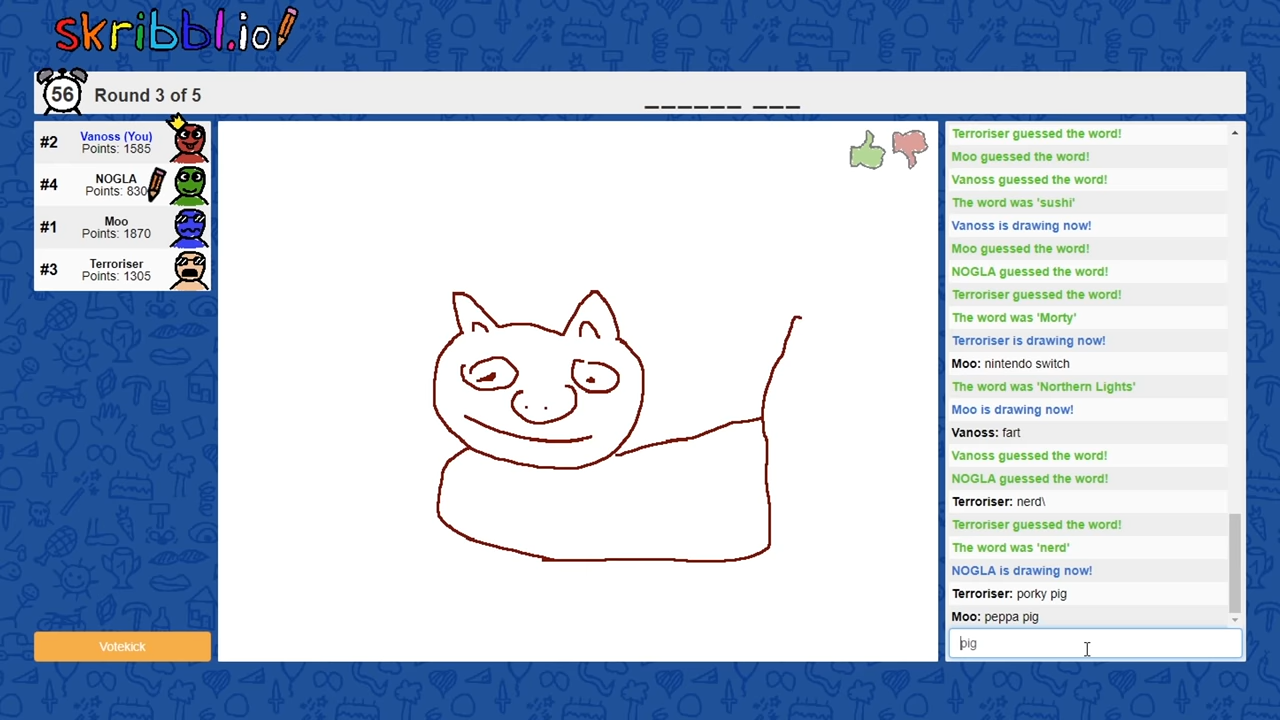 skribbl.io
56 Round 3 of 5
______ ___
#2 Vanoss (You)
Points: 1585
#4 NOGLA
Points: 830
#1 Moo
Points: 1870
#3 Terroriser
Points: 1305
Votekick
Terroriser guessed the word!
Moo guessed the word!
Vanoss guessed the word!
The word was 'sushi'
Vanoss is drawing now!
Moo guessed the word!
NOGLA guessed the word!
Terroriser guessed the word!
The word was 'Morty'
Terroriser is drawing now!
Moo: nintendo switch
The word was 'Northern Lights'
Moo is drawing now!
Vanoss: fart
Vanoss guessed the word!
NOGLA guessed the word!
Terroriser: nerd\
Terroriser guessed the word!
The word was 'nerd'
NOGLA is drawing now!
Terroriser: porky pig
Moo: peppa pig
pig